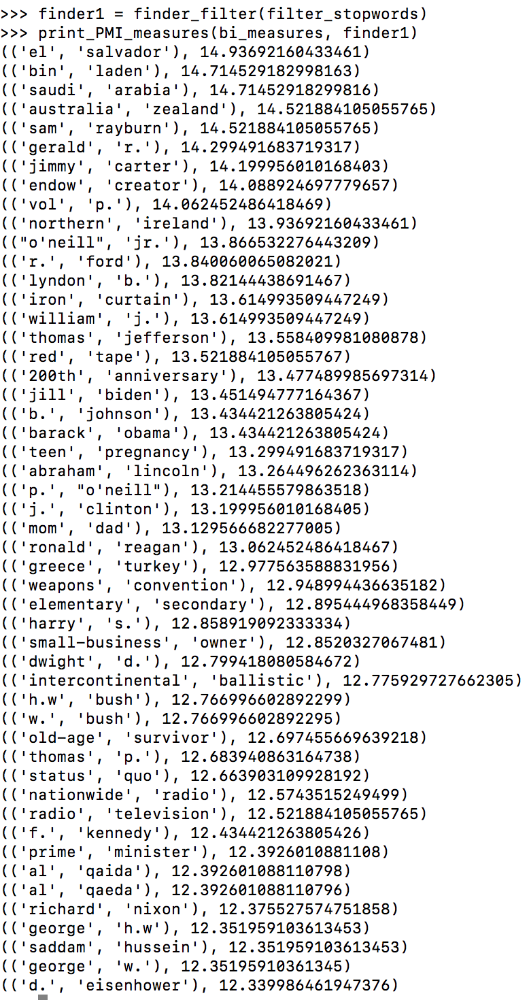 >>> finder1 = finder_filter(filter_stopwords)
>>> print_PMI_measures(bi_measures, finder1)
(('el', 'salvador'), 14.93692160433461)
(('bin', 'laden'), 14.714529182998163)
(('saudi', 'arabia'), 14.71452918299816)
(('australia', 'zealand'), 14.521884105055765)
(('sam', 'rayburn'), 14.521884105055765)
(('gerald', 'r.'), 14.299491683719317)
(('jimmy', 'carter'), 14.199956010168403)
(('endow', 'creator'), 14.088924697779657)
(('vol', 'p.'), 14.062452486418469)
(('northern', 'ireland'), 13.93692160433461)
(("o'neill", 'jr.'), 13.866532276443209)
(('r.', 'ford'), 13.840060065082021)
(('lyndon', 'b.'), 13.82144438691467)
(('iron', 'curtain'), 13.614993509447249)
(('william', 'j.'), 13.614993509447249)
(('thomas', 'jefferson'), 13.558409981080878)
(('red', 'tape'), 13.521884105055767)
(('200th', 'anniversary'), 13.477489985697314)
(('jill', 'biden'), 13.451494777164367)
(('b.', 'johnson'), 13.434421263805424)
(('barack', 'obama'), 13.434421263805424)
(('teen', 'pregnancy'), 13.299491683719317)
(('abraham', 'lincoln'), 13.264496262363114)
(('p.', "o'neill"), 13.214455579863518)
(('j.', 'clinton'), 13.199956010168405)
(('mom', 'dad'), 13.129566682277005)
(('ronald', 'reagan'), 13.062452486418467)
(('greece', 'turkey'), 12.977563588831956)
(('weapons', 'convention'), 12.948994436635182)
(('elementary', 'secondary'), 12.895444968358449)
(('harry', 's.'), 12.858919092333334)
(('small-business', 'owner'), 12.8520327067481)
(('dwight', 'd.'), 12.799418080584672)
(('intercontinental', 'ballistic'), 12.775929727662305)
(('h.w', 'bush'), 12.766996602892299)
(('w.', 'bush'), 12.766996602892295)
(('old-age', 'survivor'), 12.697455669639218)
(('thomas', 'p.'), 12.683940863164738)
(('status', 'quo'), 12.663903109928192)
(('nationwide', 'radio'), 12.5743515249499)
(('radio', 'television'), 12.521884105055765)
(('f.', 'kennedy'), 12.434421263805426)
(('prime', 'minister'), 12.3926010881108)
(('al', 'qaida'), 12.392601088110798)
(('al', 'qaeda'), 12.392601088110796)
(('richard', 'nixon'), 12.375527574751858)
(('george', 'h.w'), 12.351959103613453)
(('saddam', 'hussein'), 12.351959103613453)
(('george', 'w.'), 12.35195910361345)
(('d.', 'eisenhower'), 12.339986461947376)